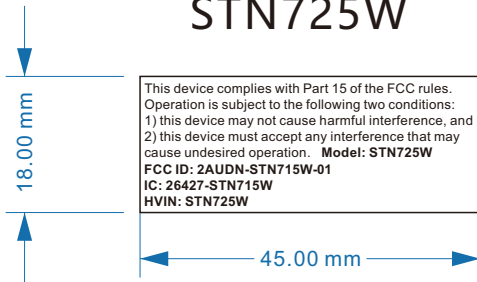 STN725W
This device complies with Part 15 of the FCC rules.
Operation is subject to the following two conditions:
1) this device may not cause harmful interference, and
2) this device must accept any interference that may
cause undesired operation. Model: STN725W
FCC ID: 2AUDN-STN715W-01
IC: 26427-STN715W
HVIN: STN725W
18.00 mm
45.00 mm